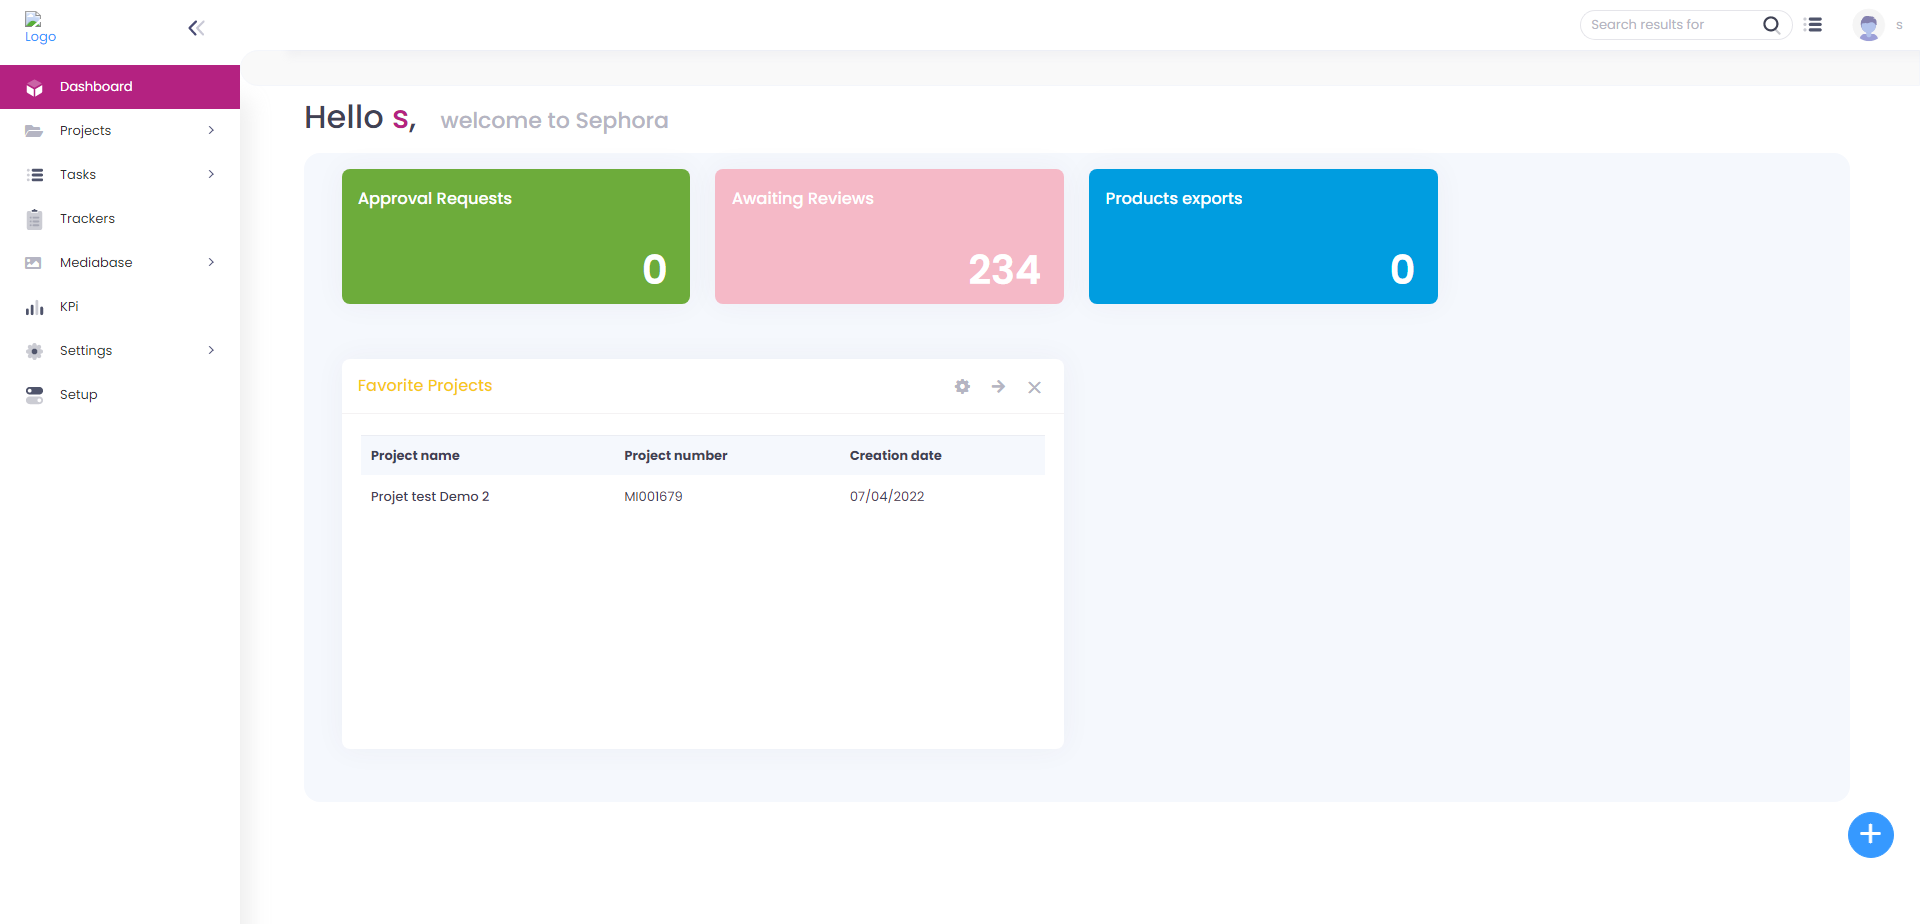 Logo
Search results for
s
Dashboard
Projects
Tasks
Trackers
Mediabase
KPi
Settings
Setup
Hello s, welcome to Sephora
Approval Requests
0
Awaiting Reviews
234
Products exports
0
Favorite Projects
Project name Project number Creation date
Projet test Demo 2 MI001679 07/04/2022